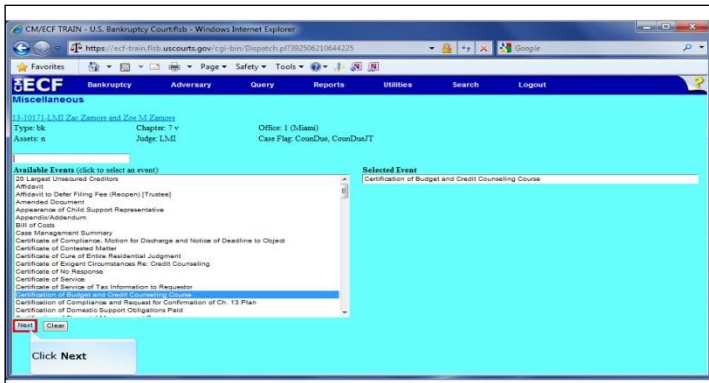 CM/ECF TRAIN - U.S. Bankruptcy Court:flsb - Windows Internet Explorer
https://ecf-train.flsb.uscourts.gov/cgi-bin/Dispatch.pl?392506210644225
Google
Favorites Page Safety Tools
ECF Bankruptcy Adversary Query Reports Utilities Search Logout ?
Miscellaneous
13-10171-LMI Zac Zamore and Zoe M Zamore
Type: bk Chapter: 7 v Office: 1 (Miami)
Assets: n Judge: LMI Case Flag: CounDue, CounDueJT
Available Events (click to select an event) Selected Event
20 Largest Unsecured Creditors Certification of Budget and Credit Counseling Course
Affidavit
Affidavit to Defer Filing Fee (Reopen) [Trustee]
Amended Document
Appearance of Child Support Representative
Appendix/Addendum
Bill of Costs
Case Management Summary
Certificate of Compliance, Motion for Discharge and Notice of Deadline to Object
Certificate of Contested Matter
Certificate of Cure of Entire Residential Judgment
Certificate of Exigent Circumstances Re: Credit Counseling
Certificate of No Response
Certificate of Service
Certificate of Service of Tax Information to Requestor
Certification of Budget and Credit Counseling Course
Certification of Compliance and Request for Confirmation of Ch. 13 Plan
Certification of Domestic Support Obligations Paid
Next Clear
Click Next